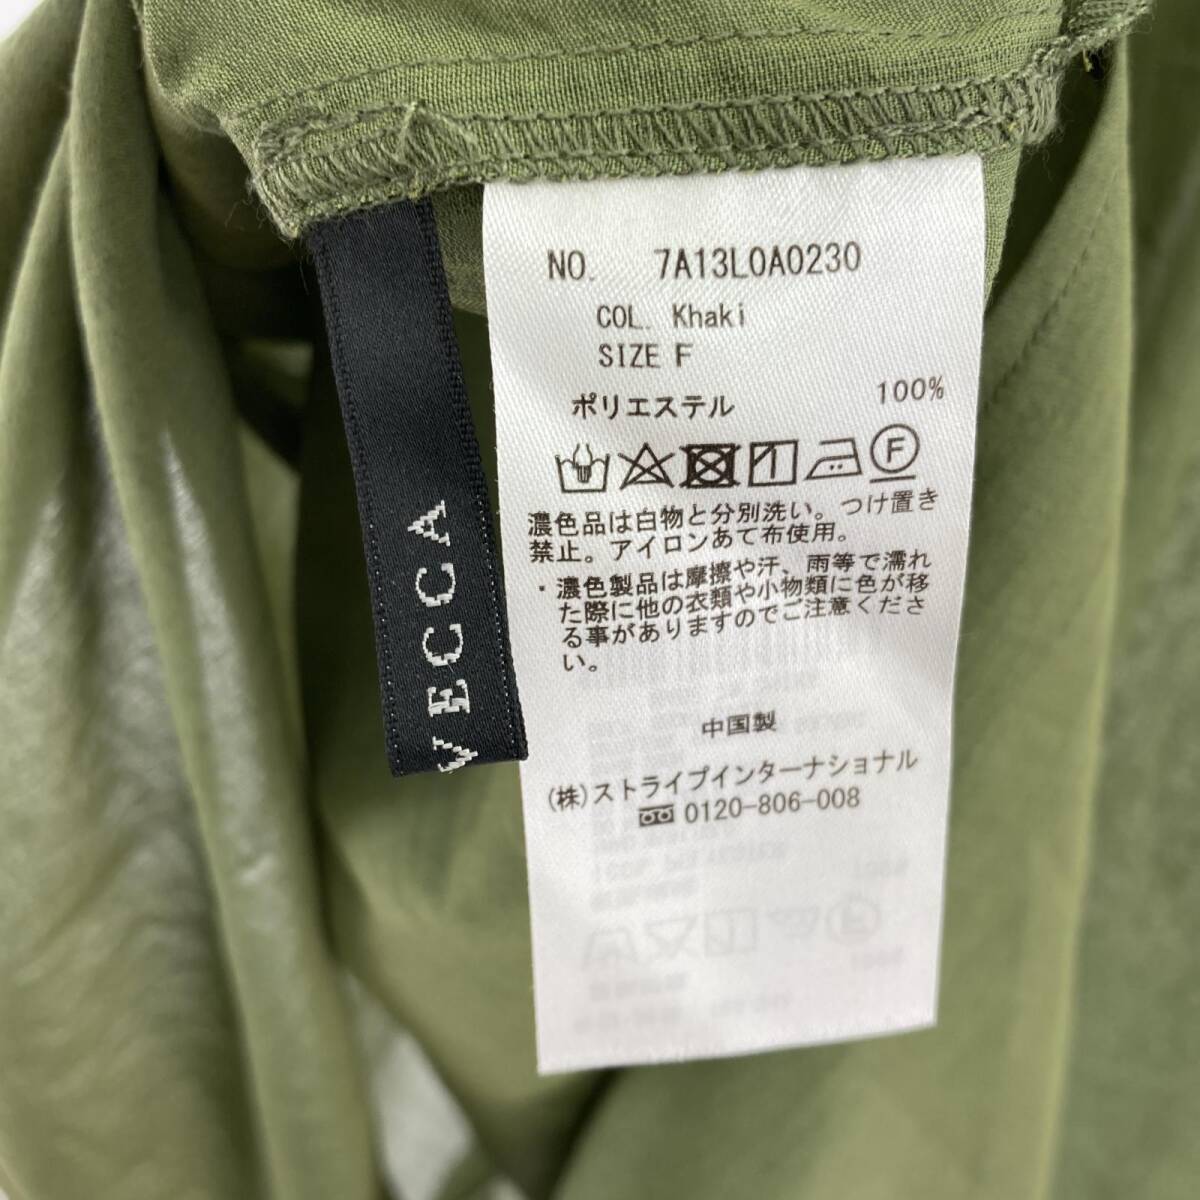 NO. 7A13L0A0230
COL. Khaki
SIZE F
ポリエステル 100%
F
濃色品は白物と分別洗い。つけ置き
禁止。アイロンあて布使用。
・濃色製品は摩擦や汗、雨等で濡れ
た際に他の衣類や小物類に色が移
る事がありますのでご注意くださ
い。
中国製
(株)ストライプインターナショナル
0120-806-008
VECCA